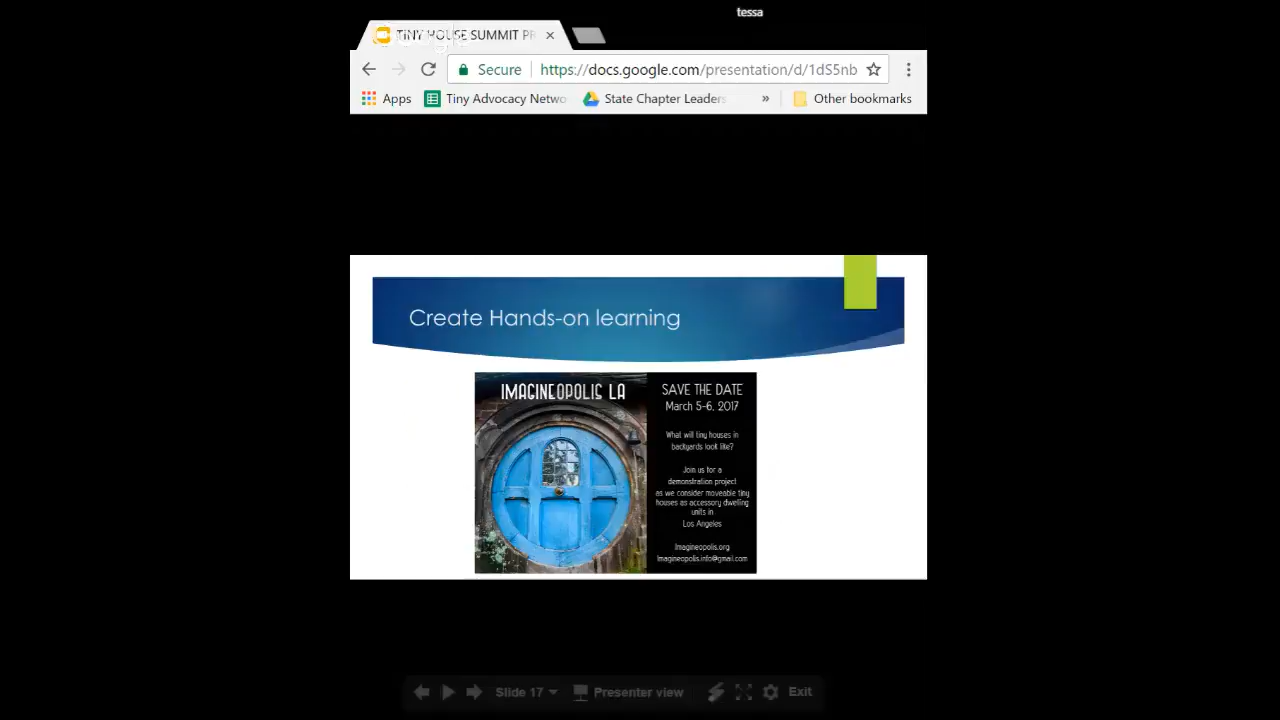 tessa
TINY HOUSE SUMMIT PR
Secure https://docs.google.com/presentation/d/1dS5nb
Apps Tiny Advocacy Netwo State Chapter Leaders » Other bookmarks
Create Hands-on learning
IMAGINEOPOLIS LA
SAVE THE DATE
March 5-6, 2017
What will tiny houses in
backyards look like?
Join us for a
demonstration project
as we consider moveable tiny
houses as accessory dwelling
units in
Los Angeles
Imagineopolis.org
Imagineopolis.info@gmail.com
Slide 17 Presenter view Exit